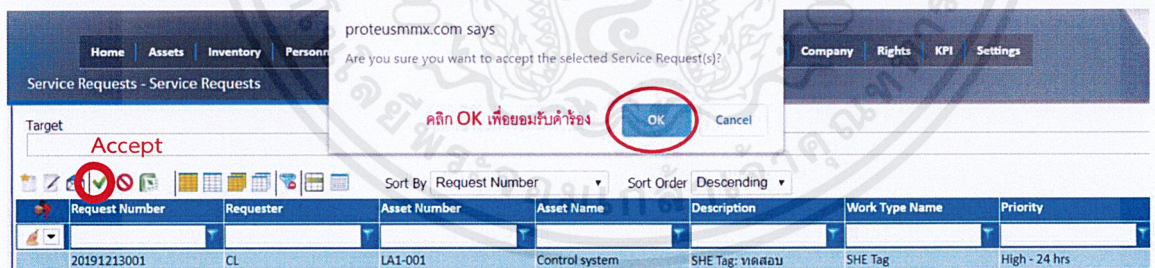 proteusmmx.com says
Are you sure you want to accept the selected Service Request(s)?
คลิก OK เพื่อยอมรับคำร้อง
OK
Cancel
Home Assets Inventory Personn
Company Rights KPI Settings
Service Requests - Service Requests
Target
Accept
Sort By Request Number Sort Order Descending
Request Number Requester Asset Number Asset Name Description Work Type Name Priority
20191213001 CL LA1-001 Control system SHE Tag: ทดสอบ SHE Tag High - 24 hrs